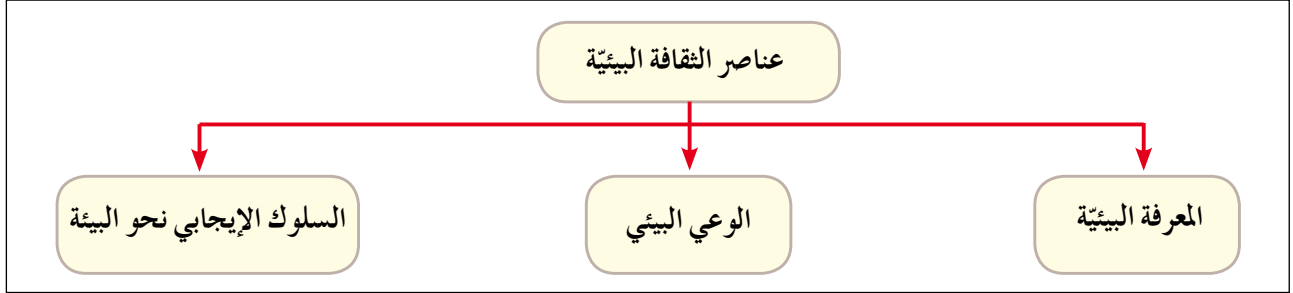 عناصر الثقافة البيئيّة
المعرفة البيئيّة
الوعي البيئي
السلوك الإيجابي نحو البيئة